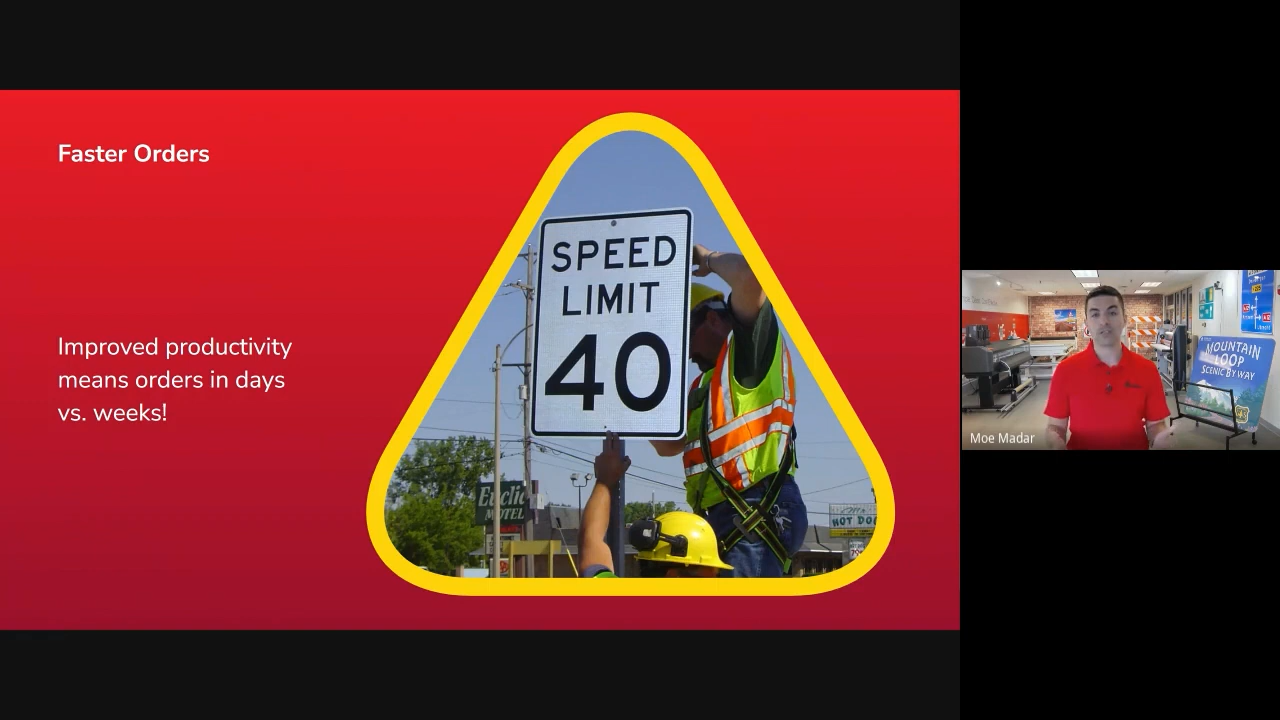 Faster Orders
Improved productivity
means orders in days
vs. weeks!
SPEED
LIMIT
40
Euclid
MOTEL
HOT DO
MOUNTAIN
LOOP
SCENIC BYWAY
Moe Madar